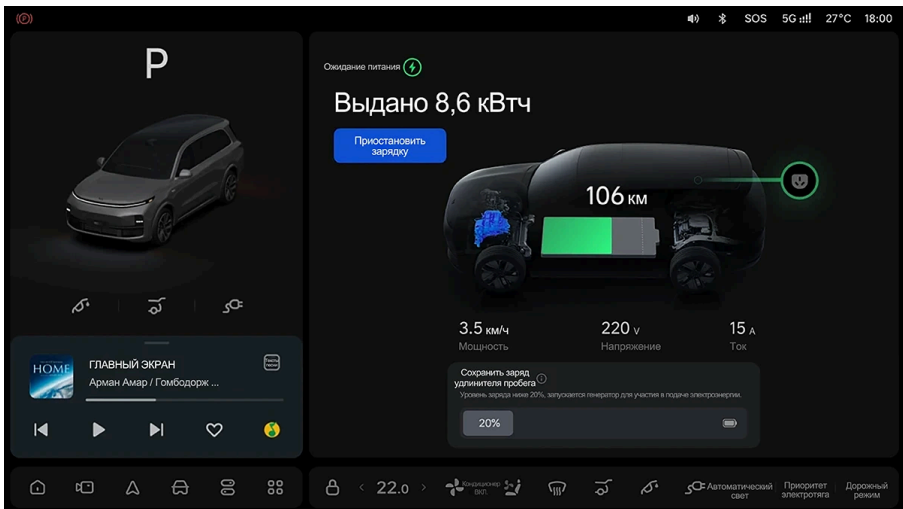 (P)
SOS 5G 27°C 18:00
P
Ожидание питания
Выдано 8,6 кВтч
Приостановить
зарядку
106 км
3.5 км/ч
Мощность
220 V
Напряжение
15 A
Ток
Сохранить заряд
удлинителя пробега
Уровень заряда ниже 20%, запускается генератор для участия в подаче электроэнергии.
20%
HOME
ГЛАВНЫЙ ЭКРАН
Арман Амар / Гомбодорж ...
22.0
Кондиционер
ВКЛ.
Автоматический
свет
Приоритет
электротяга
Дорожный
режим